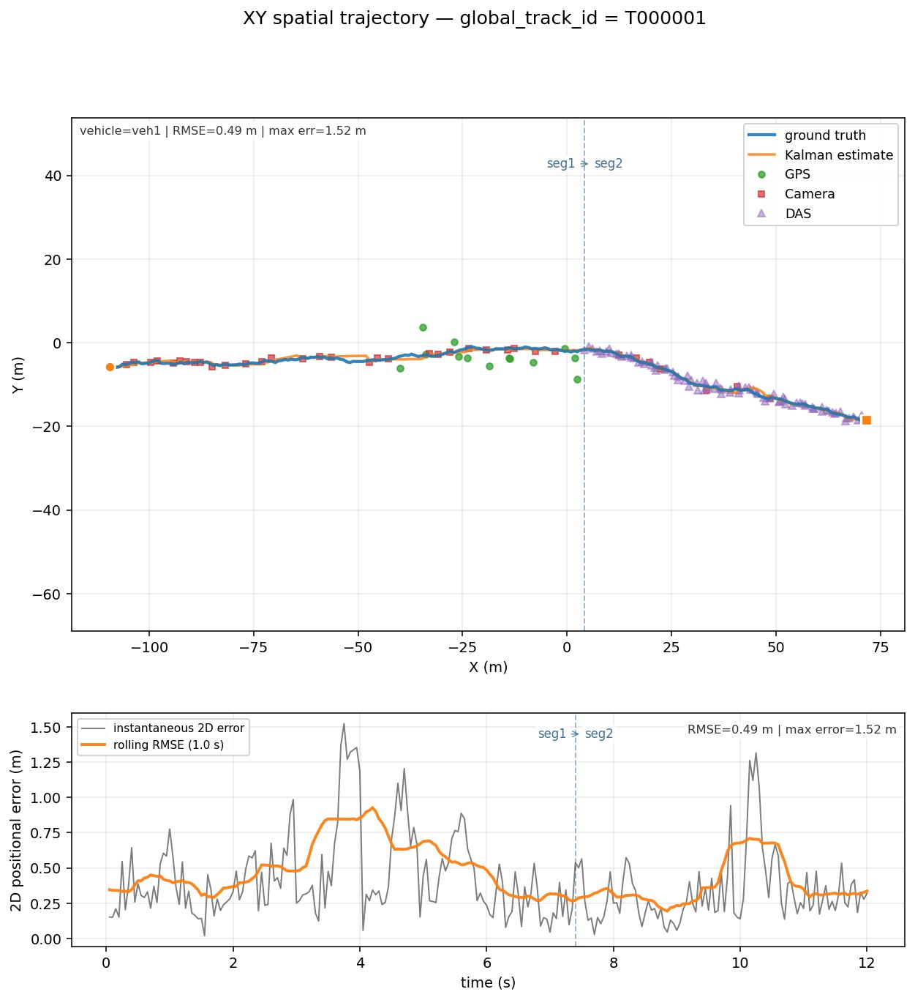 XY spatial trajectory — global_track_id = T000001
vehicle=veh1 | RMSE=0.49 m | max err=1.52 m
seg1 → seg2
ground truth
Kalman estimate
GPS
Camera
DAS
Y (m)
40
20
0
−20
−40
−60
−100 −75 −50 −25 0 25 50 75
X (m)
instantaneous 2D error
rolling RMSE (1.0 s)
seg1 → seg2
RMSE=0.49 m | max error=1.52 m
2D positional error (m)
1.50
1.25
1.00
0.75
0.50
0.25
0.00
0 2 4 6 8 10 12
time (s)